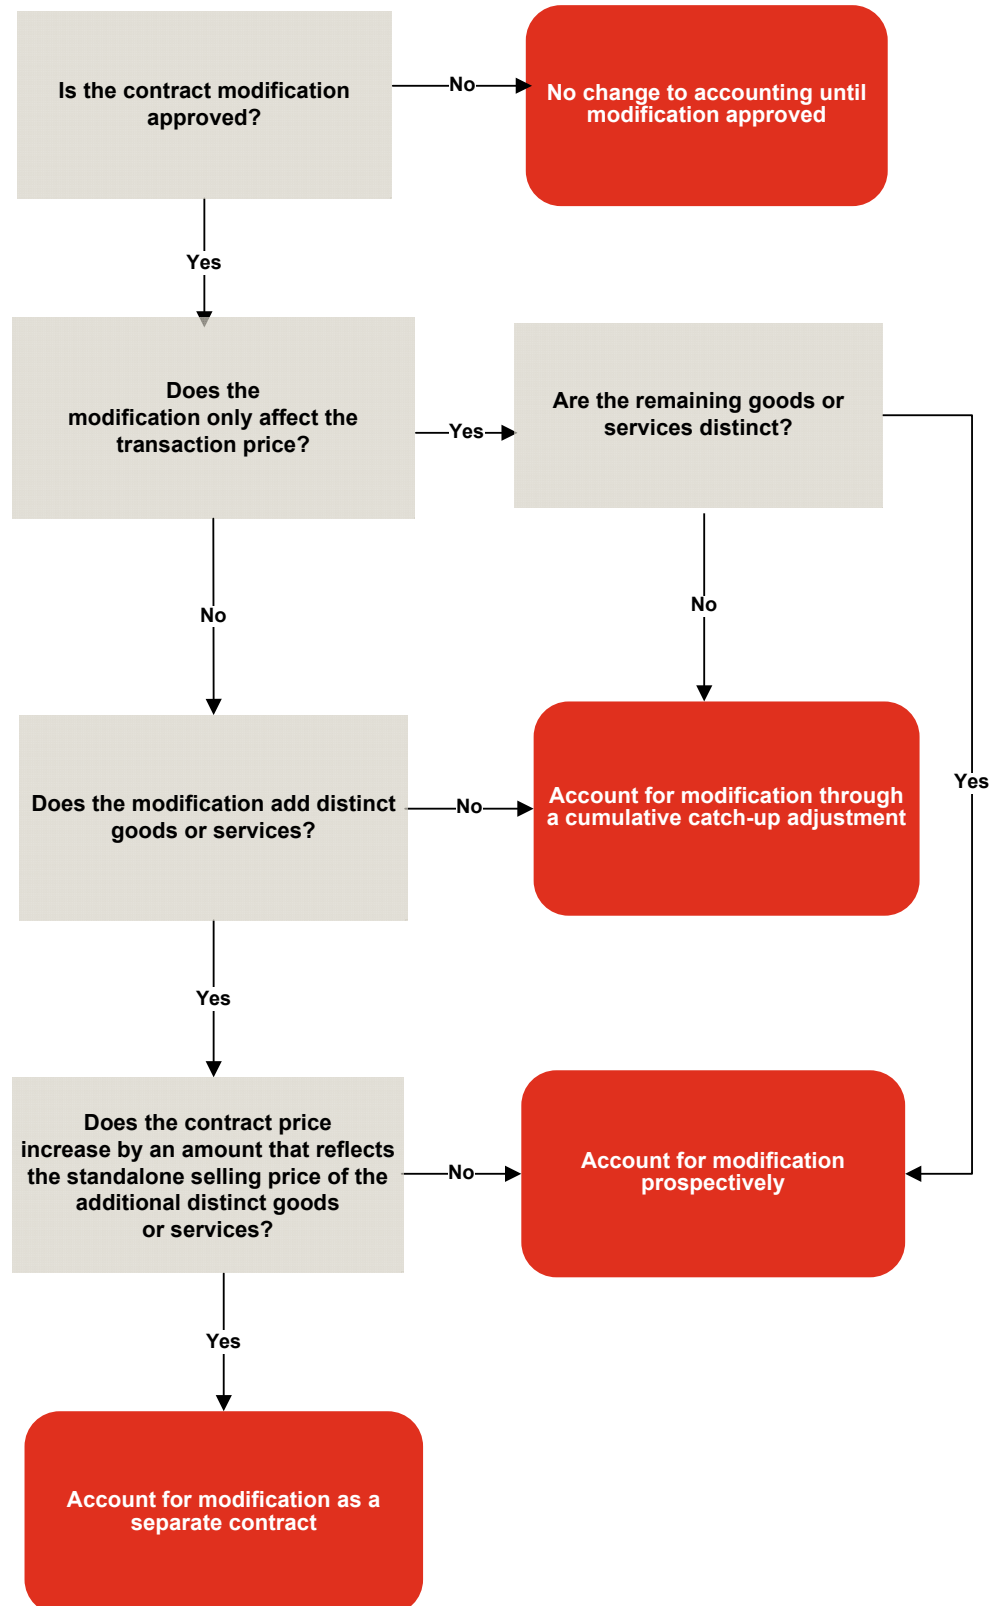 Is the contract modification
approved?
No
No change to accounting until
modification approved
Yes
Does the
modification only affect the
transaction price?
Yes
Are the remaining goods or
services distinct?
No
No
Yes
Does the modification add distinct
goods or services?
No
Account for modification through
a cumulative catch-up adjustment
Yes
Does the contract price
increase by an amount that reflects
the standalone selling price of the
additional distinct goods
or services?
No
Account for modification
prospectively
Yes
Account for modification as a
separate contract